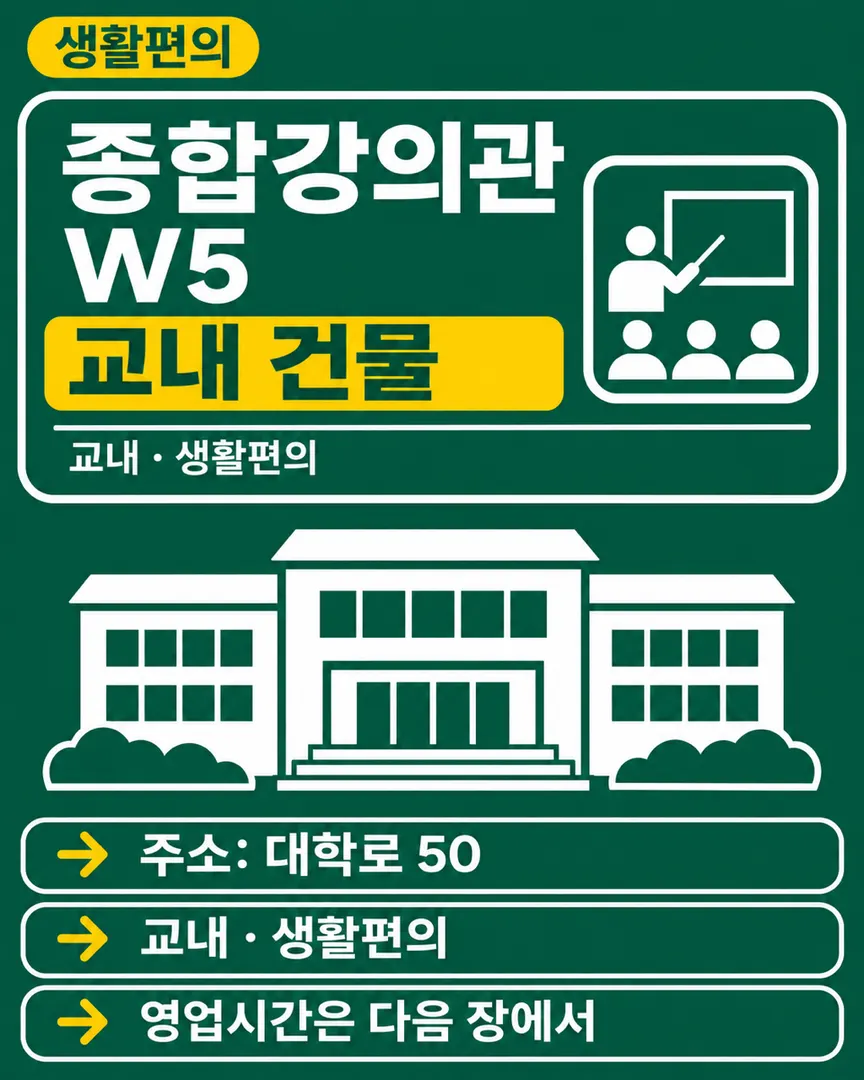 생활편의
종합강의관
W5
교내 건물
교내 · 생활편의
주소: 대학로 50
교내 · 생활편의
영업시간은 다음 장에서